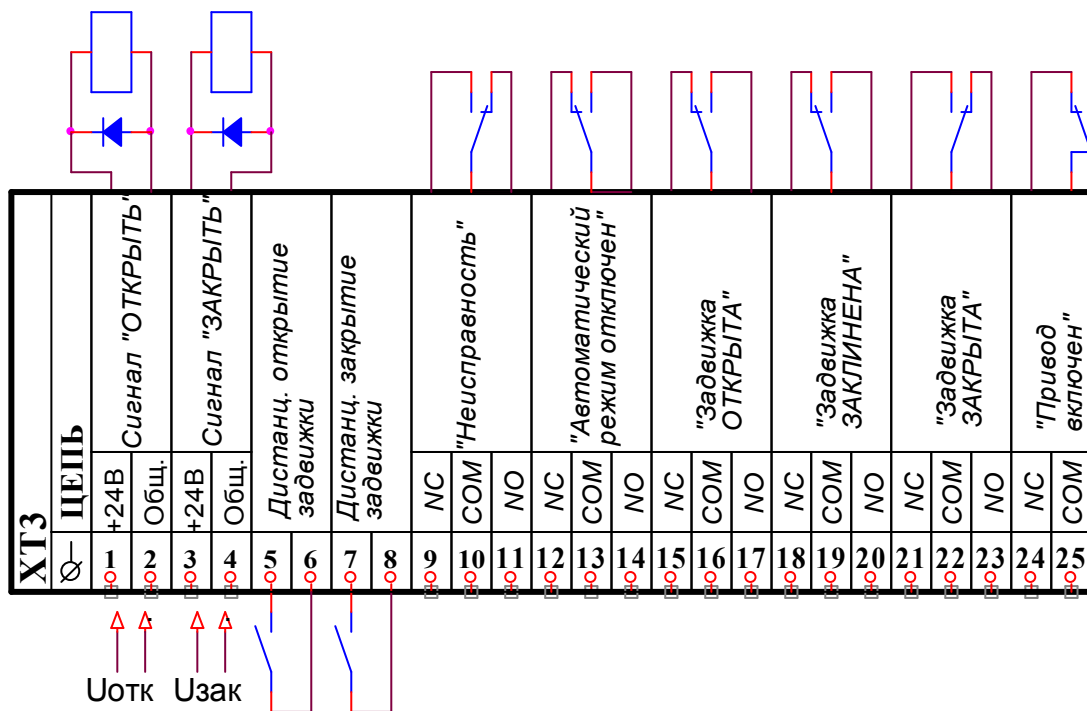 ХТ3
ЦЕПЬ
Сигнал "ОТКРЫТЬ"
Сигнал "ЗАКРЫТЬ"
Дистанц. открытие
задвижки
Дистанц. закрытие
задвижки
"Неисправность"
"Автоматический
режим отключен"
"Задвижка
ОТКРЫТА"
"Задвижка
ЗАКЛИНЕНА"
"Задвижка
ЗАКРЫТА"
"Привод
включен"
+24В Общ. +24В Общ.
NC COM NO NC COM NO NC COM NO NC COM NO NC COM NO NC COM
1 2 3 4 5 6 7 8 9 10 11 12 13 14 15 16 17 18 19 20 21 22 23 24 25
Uотк Uзак